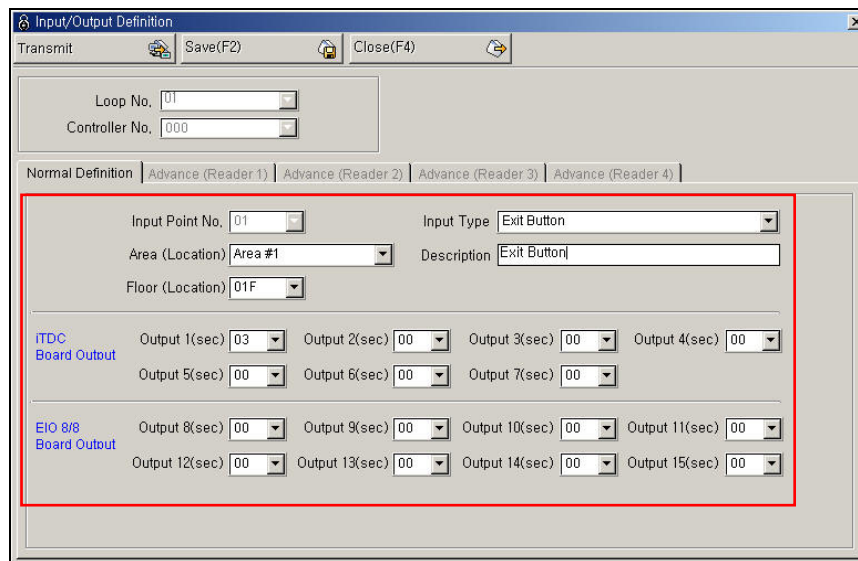 Input/Output Definition
Transmit Save(F2) Close(F4)
Loop No, 01
Controller No, 000
Normal Definition Advance (Reader 1) Advance (Reader 2) Advance (Reader 3) Advance (Reader 4)
Input Point No, 01 Input Type Exit Button
Area (Location) Area #1 Description Exit Button
Floor (Location) 01F
iTDC
Board Output
Output 1(sec) 03 Output 2(sec) 00 Output 3(sec) 00 Output 4(sec) 00
Output 5(sec) 00 Output 6(sec) 00 Output 7(sec) 00
EIO 8/8
Board Output
Output 8(sec) 00 Output 9(sec) 00 Output 10(sec) 00 Output 11(sec) 00
Output 12(sec) 00 Output 13(sec) 00 Output 14(sec) 00 Output 15(sec) 00